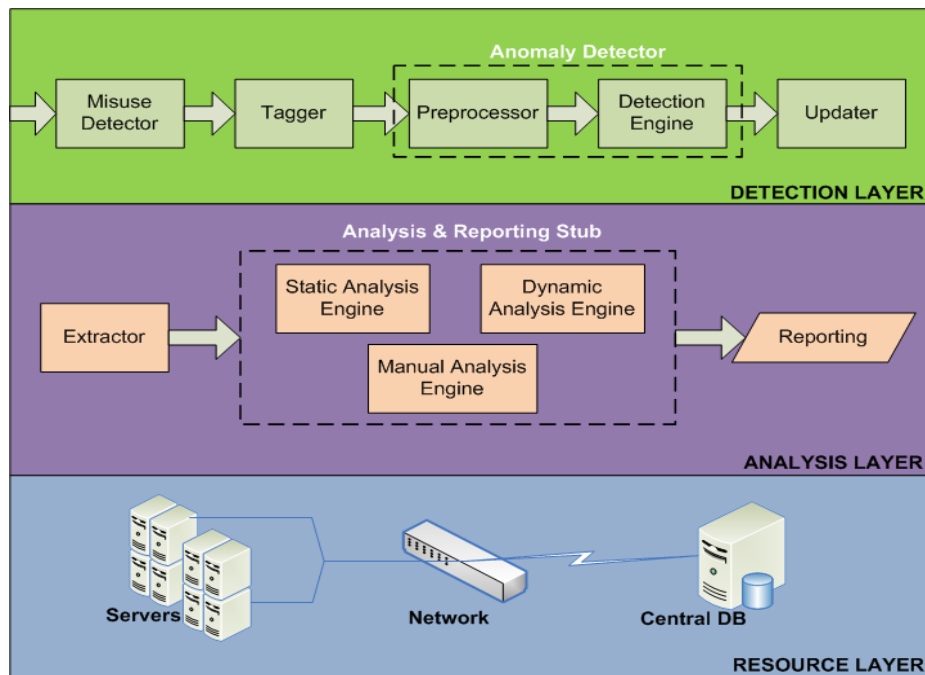 Anomaly Detector
Misuse
Detector
Tagger
Preprocessor
Detection
Engine
Updater
DETECTION LAYER
Analysis & Reporting Stub
Static Analysis
Engine
Dynamic
Analysis Engine
Extractor
Manual Analysis
Engine
Reporting
ANALYSIS LAYER
Servers
Network
Central DB
RESOURCE LAYER